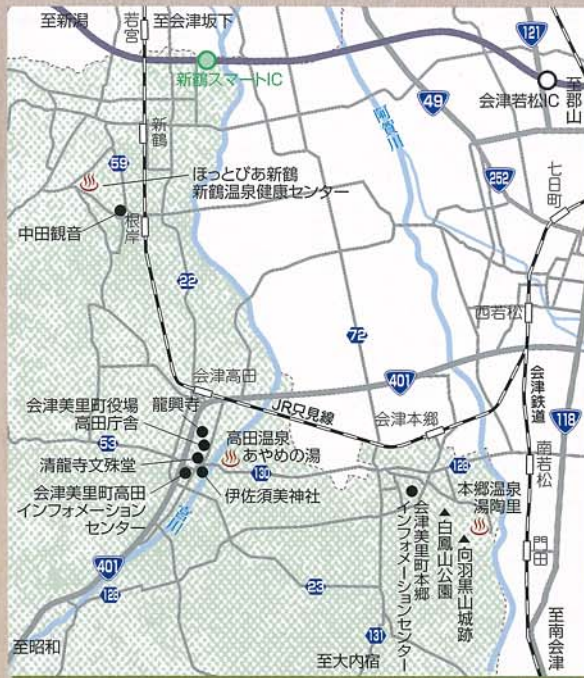 至新潟
若宮
至会津坂下
121
新鶴スマートIC
会津若松IC
至郡山
49
阿賀川
新鶴
59
252
七日町
ほっとぴあ新鶴
新鶴温泉健康センター
中田観音
根岸
22
72
西若松
会津高田
401
会津鉄道
JR只見線
会津本郷
118
会津美里町役場
高田庁舎
龍興寺
53
高田温泉
あやめの湯
清龍寺文殊堂
130
128
南若松
会津美里町高田
インフォメーション
センター
伊佐須美神社
宮川
本郷温泉
湯陶里
会津美里町本郷
インフォメーションセンター
白鳳山公園
向羽黒山城跡
門田
401
128
23
131
至昭和
至大内宿
至南会津